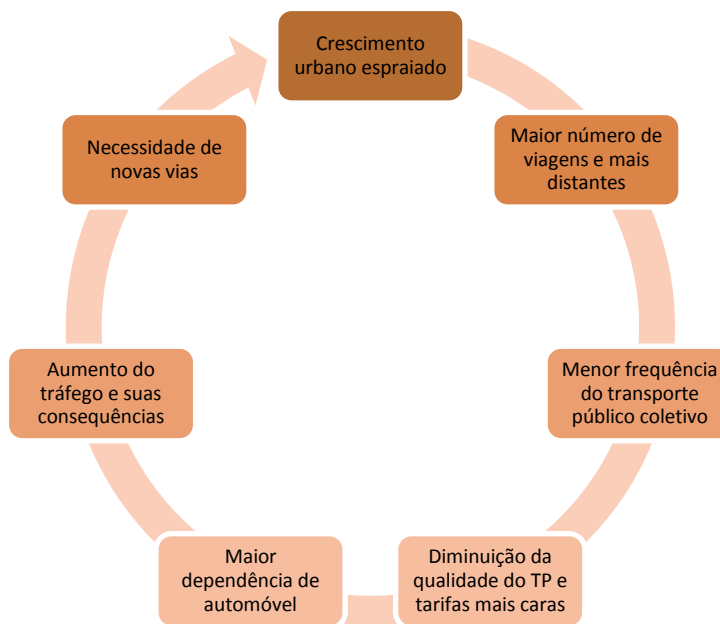 Crescimento
urbano espraiado
Maior número de
viagens e mais
distantes
Menor frequência
do transporte
público coletivo
Diminuição da
qualidade do TP e
tarifas mais caras
Maior
dependência de
automóvel
Aumento do
tráfego e suas
consequências
Necessidade de
novas vias